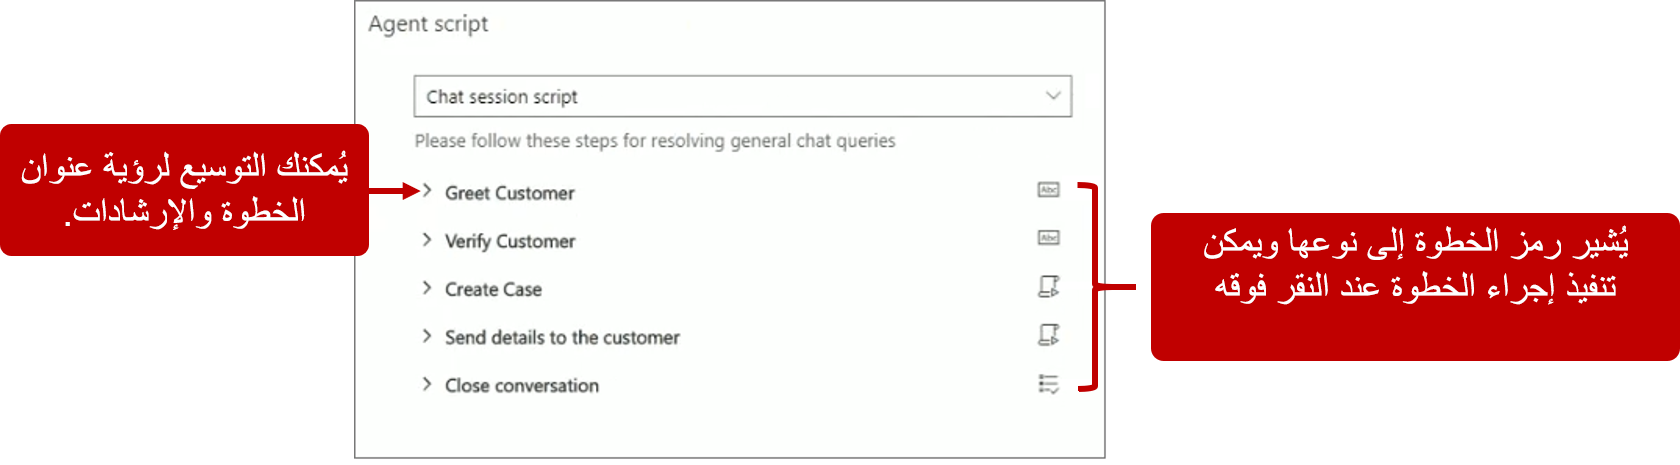 Agent script
Chat session script
Please follow these steps for resolving general chat queries
يُمكنك التوسيع لرؤية عنوان
الخطوة والإرشادات.
Greet Customer
Abc
Verify Customer
Abc
Create Case
Send details to the customer
Close conversation
يُشير رمز الخطوة إلى نوعها ويمكن
تنفيذ إجراء الخطوة عند النقر فوقه